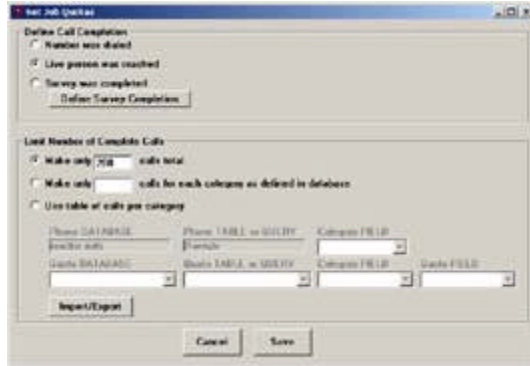 Set Job Quotas
Define Call Completion
Number was dialed
Live person was reached
Survey was completed
Define Survey Completion
Limit Number of Complete Calls
Make only 200 calls total
Make only calls for each category as defined in database
Use table of calls per category
Phone DATABASE Phone TABLE or QUERY Category FIELD
Quota DATABASE Quota TABLE or QUERY Category FIELD Quota FIELD
Import/Export
Cancel Save